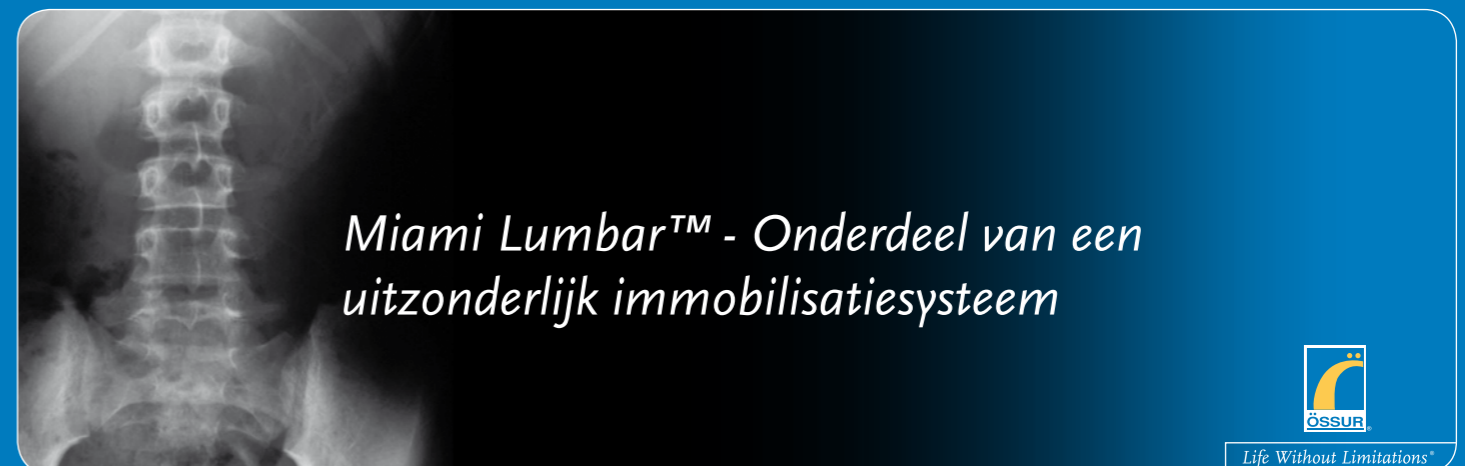 Miami Lumbar™ - Onderdeel van een
uitzonderlijk immobilisatiesysteem
ÖSSUR®
Life Without Limitations®